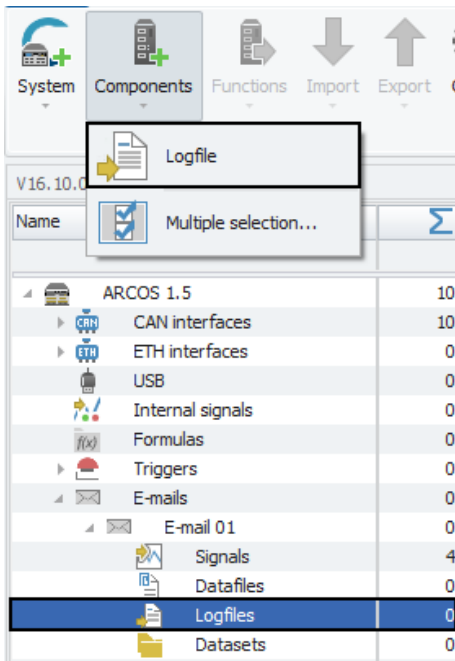 System Components Functions Import Export
Logfile
V16.10.0
Multiple selection...
Name Σ
ARCOS 1.5 10
CAN CAN interfaces 10
ETH ETH interfaces 0
USB 0
Internal signals 0
f(x) Formulas 0
Triggers 0
E-mails 0
E-mail 01 0
Signals 4
Datafiles 0
Logfiles 0
Datasets 0